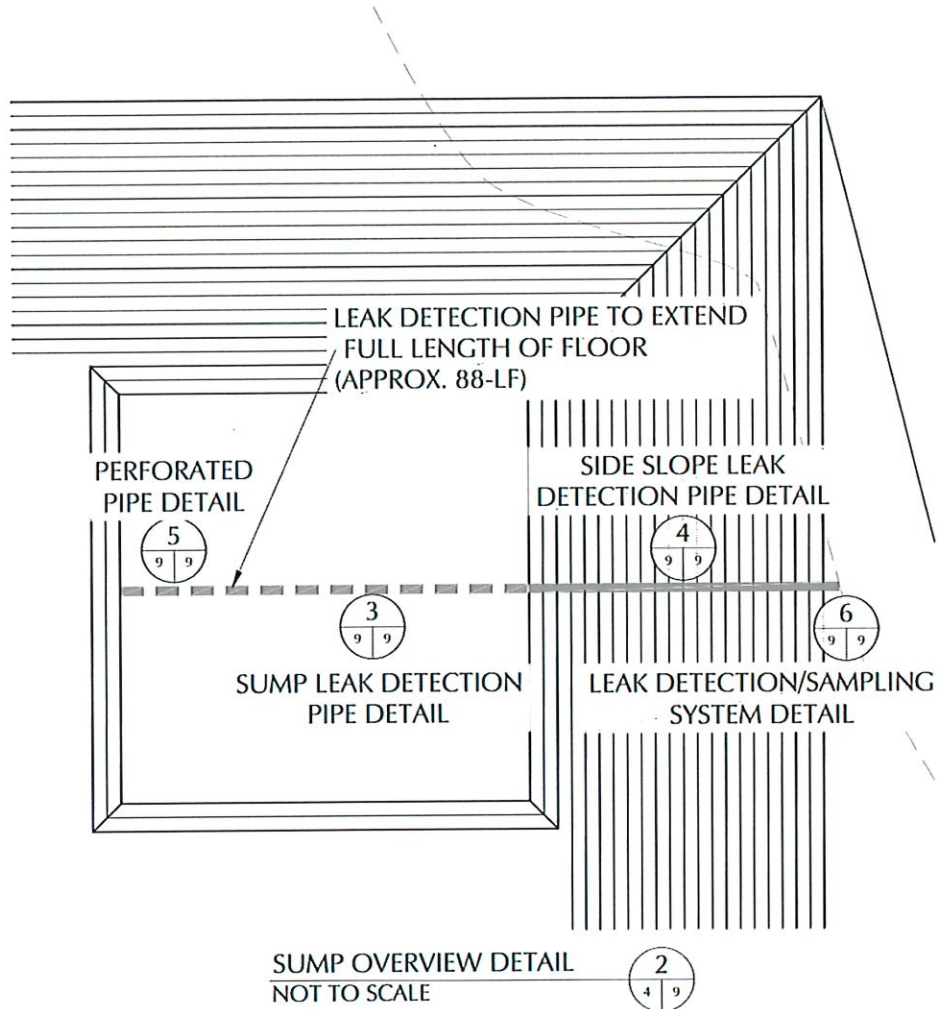 LEAK DETECTION PIPE TO EXTEND
FULL LENGTH OF FLOOR
(APPROX. 88-LF)
PERFORATED
PIPE DETAIL
5
9 9
SIDE SLOPE LEAK
DETECTION PIPE DETAIL
4
9 9
3
9 9
SUMP LEAK DETECTION
PIPE DETAIL
6
9 9
LEAK DETECTION/SAMPLING
SYSTEM DETAIL
SUMP OVERVIEW DETAIL
NOT TO SCALE
2
4 9